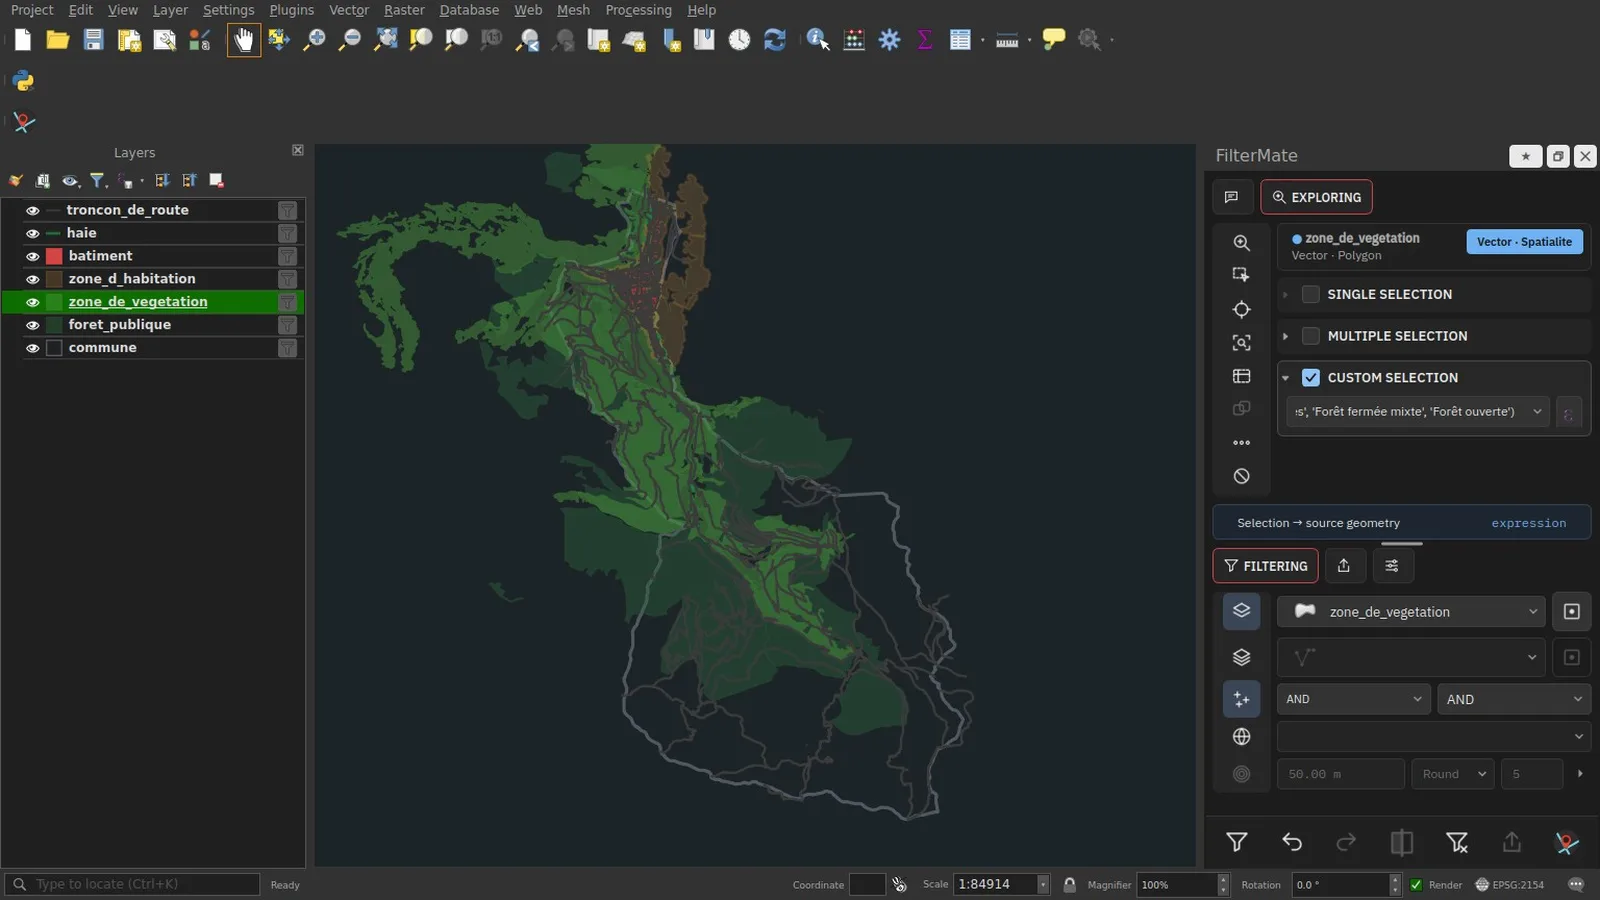 Project Edit View Layer Settings Plugins Vector Raster Database Web Mesh Processing Help
Layers
troncon_de_route
haie
batiment
zone_d_habitation
zone_de_vegetation
foret_publique
commune
FilterMate
EXPLORING
zone_de_vegetation
Vector · Polygon
Vector · Spatialite
SINGLE SELECTION
MULTIPLE SELECTION
CUSTOM SELECTION
s', 'Forêt fermée mixte', 'Forêt ouverte')
ε
Selection → source geometry expression
FILTERING
zone_de_vegetation
AND AND
50.00 m Round 5
Type to locate (Ctrl+K) Ready Coordinate Scale 1:84914 Magnifier 100% Rotation 0.0 ° Render EPSG:2154